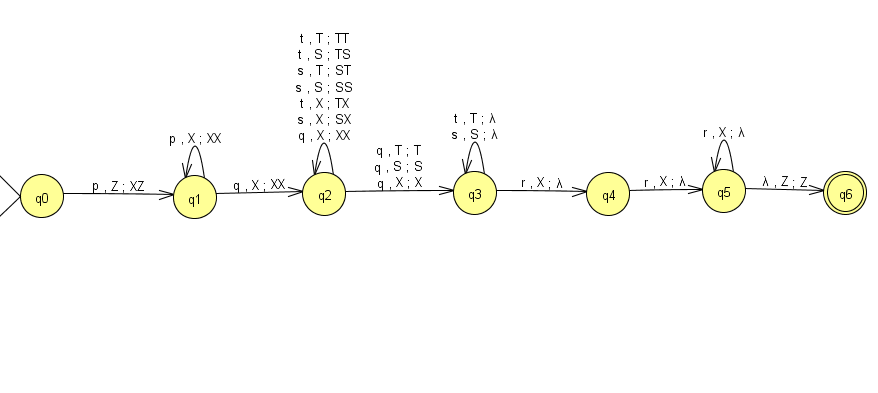 t , T ; TT
t , S ; TS
s , T ; ST
s , S ; SS
t , X ; TX
s , X ; SX
q , X ; XX
p , X ; XX
q , T ; T
q , S ; S
q , X ; X
t , T ; λ
s , S ; λ
r , X ; λ
p , Z ; XZ
q , X ; XX
r , X ; λ
r , X ; λ
λ , Z ; Z
q0
q1
q2
q3
q4
q5
q6